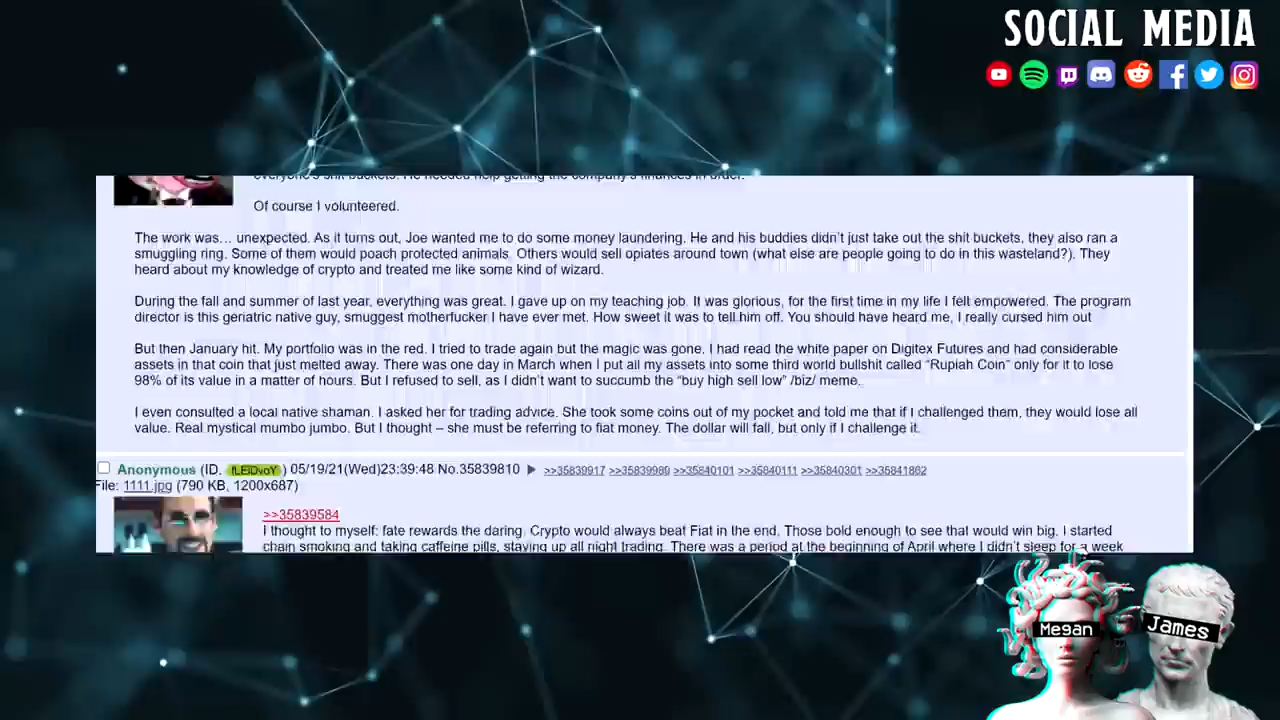 SOCIAL MEDIA
everyone's shit buckets. He needed help getting the company's finances in order.
Of course I volunteered.
The work was… unexpected. As it turns out, Joe wanted me to do some money laundering. He and his buddies didn't just take out the shit buckets, they also ran a
smuggling ring. Some of them would poach protected animals. Others would sell opiates around town (what else are people going to do in this wasteland?). They
heard about my knowledge of crypto and treated me like some kind of wizard.
During the fall and summer of last year, everything was great. I gave up on my teaching job. It was glorious, for the first time in my life I felt empowered. The program
director is this geriatric native guy, smuggest motherfucker I have ever met. How sweet it was to tell him off. You should have heard me, I really cursed him out
But then January hit. My portfolio was in the red. I tried to trade again but the magic was gone. I had read the white paper on Digitex Futures and had considerable
assets in that coin that just melted away. There was one day in March when I put all my assets into some third world bullshit called “Rupiah Coin” only for it to lose
98% of its value in a matter of hours. But I refused to sell, as I didn't want to succumb the “buy high sell low” /biz/ meme.
I even consulted a local native shaman. I asked her for trading advice. She took some coins out of my pocket and told me that if I challenged them, they would lose all
value. Real mystical mumbo jumbo. But I thought – she must be referring to fiat money. The dollar will fall, but only if I challenge it.
Anonymous (ID: fLEiDvoY) 05/19/21(Wed)23:39:48 No.35839810 ▶ >>35839917 >>35839989 >>35840101 >>35840111 >>35840301 >>35841862
File: 1111.jpg (790 KB, 1200x687)
>>35839584
I thought to myself: fate rewards the daring. Crypto would always beat Fiat in the end. Those bold enough to see that would win big. I started
chain smoking and taking caffeine pills, staying up all night trading. There was a period at the beginning of April where I didn't sleep for a week
Megan
James